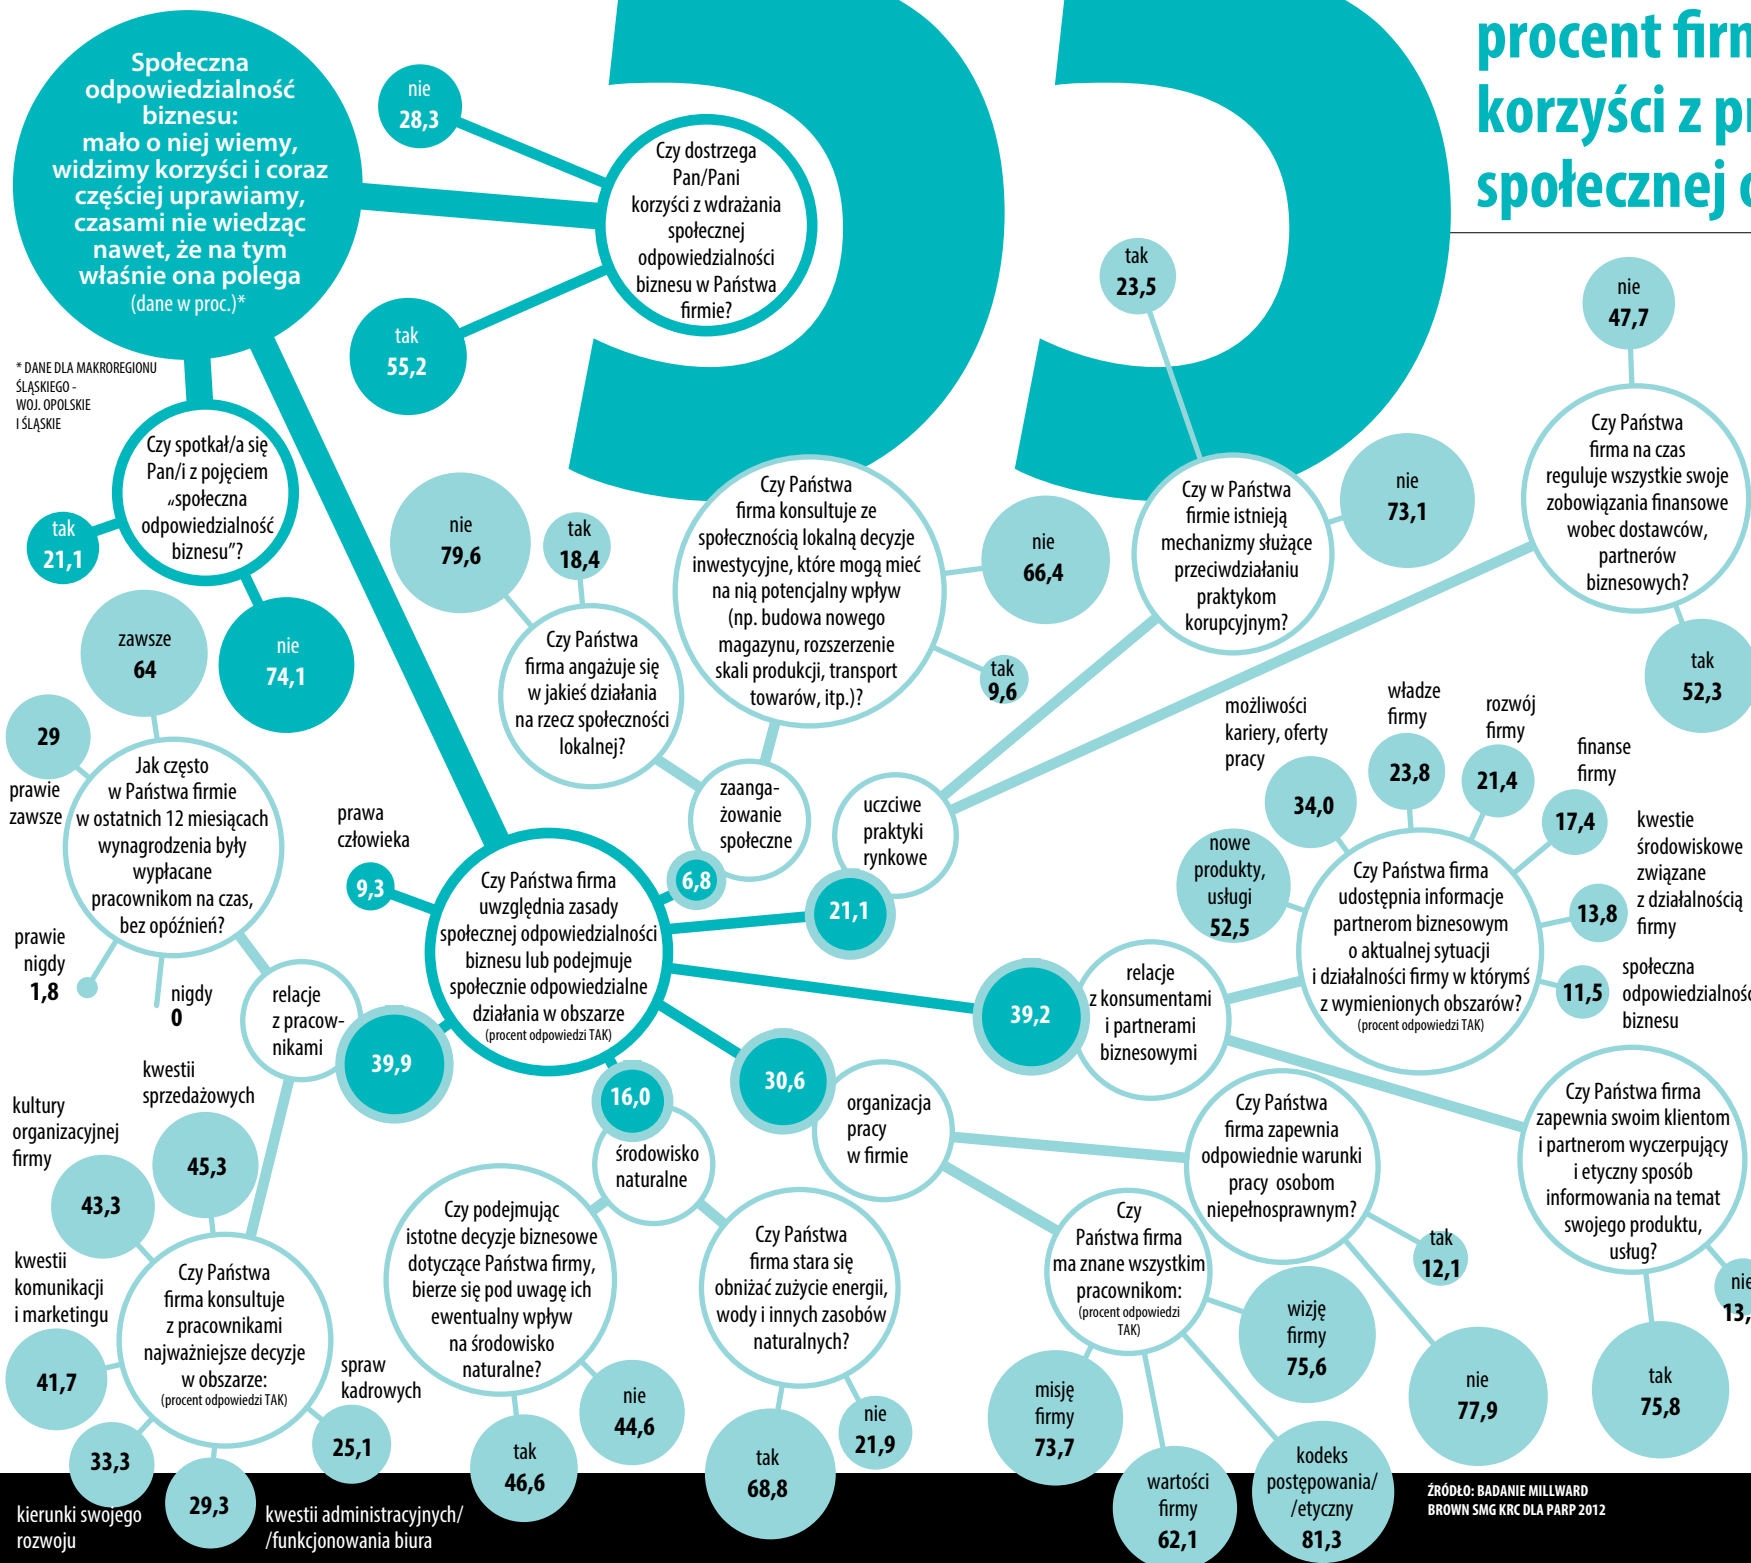 Społeczna
odpowiedzialność
biznesu:
mało o niej wiemy,
widzimy korzyści i coraz
częściej uprawiamy,
czasami nie wiedząc
nawet, że na tym
właśnie ona polega
(dane w proc.)*
* DANE DLA MAKROREGIONU
ŚLĄSKIEGO -
WOJ. OPOLSKIE
I ŚLĄSKIE
55
procent
korzyści z
społecznej
Czy dostrzega
Pan/Pani
korzyści z wdrażania
społecznej
odpowiedzialności
biznesu w Państwa
firmie?
nie
28,3
tak
55,2
Czy spotkał/a się
Pan/i z pojęciem
„społeczna
odpowiedzialność
biznesu”?
tak
21,1
nie
74,1
Czy Państwa firma
uwzględnia zasady
społecznej odpowiedzialności
biznesu lub podejmuje
społecznie odpowiedzialne
działania w obszarze
(procent odpowiedzi TAK)
prawa
człowieka
9,3
zaanga-
żowanie
społeczne
6,8
Czy Państwa
firma angażuje się
w jakieś działania
na rzecz społeczności
lokalnej?
nie
79,6
tak
18,4
Czy Państwa
firma konsultuje ze
społecznością lokalną decyzje
inwestycyjne, które mogą mieć
na nią potencjalny wpływ
(np. budowa nowego
magazynu, rozszerzenie
skali produkcji, transport
towarów, itp.)?
nie
66,4
tak
9,6
uczciwe
praktyki
rynkowe
21,1
Czy w Państwa
firmie istnieją
mechanizmy służące
przeciwdziałaniu
praktykom
korupcyjnym?
tak
23,5
nie
73,1
Czy Państwa
firma na czas
reguluje wszystkie swoje
zobowiązania finansowe
wobec dostawców,
partnerów
biznesowych?
nie
47,7
tak
52,3
relacje
z konsumentami
i partnerami
biznesowymi
39,2
Czy Państwa firma
udostępnia informacje
partnerom biznesowym
o aktualnej sytuacji
i działalności firmy w którymś
z wymienionych obszarów?
(procent odpowiedzi TAK)
nowe
produkty,
usługi
52,5
możliwości
kariery, oferty
pracy
34,0
władze
firmy
23,8
rozwój
firmy
21,4
finanse
firmy
17,4
kwestie
środowiskowe
związane
z działalnością
firmy
13,8
społeczna
odpowiedzialność
biznesu
11,5
Czy Państwa firma
zapewnia swoim klientom
i partnerom wyczerpujący
i etyczny sposób
informowania na temat
swojego produktu,
usług?
nie
13,
tak
75,8
organizacja
pracy
w firmie
30,6
Czy Państwa
firma zapewnia
odpowiednie warunki
pracy osobom
niepełnosprawnym?
tak
12,1
nie
77,9
Czy
Państwa firma
ma znane wszystkim
pracownikom:
(procent odpowiedzi
TAK)
wizję
firmy
75,6
misję
firmy
73,7
wartości
firmy
62,1
kodeks
postępowania/
/etyczny
81,3
środowisko
naturalne
16,0
Czy podejmując
istotne decyzje biznesowe
dotyczące Państwa firmy,
bierze się pod uwagę ich
ewentualny wpływ
na środowisko
naturalne?
tak
46,6
nie
44,6
Czy Państwa
firma stara się
obniżać zużycie energii,
wody i innych zasobów
naturalnych?
tak
68,8
nie
21,9
relacje
z pracow-
nikami
39,9
Jak często
w Państwa firmie
w ostatnich 12 miesiącach
wynagrodzenia były
wypłacane
pracownikom na czas,
bez opóźnień?
zawsze
64
29
prawie
zawsze
prawie
nigdy
1,8
nigdy
0
Czy Państwa
firma konsultuje
z pracownikami
najważniejsze decyzje
w obszarze:
(procent odpowiedzi TAK)
kwestii
sprzedażowych
45,3
kultury
organizacyjnej
firmy
43,3
kwestii
komunikacji
i marketingu
41,7
33,3
kierunki swojego
rozwoju
29,3
kwestii administracyjnych/
/funkcjonowania biura
spraw
kadrowych
25,1
ŹRÓDŁO: BADANIE MILLWARD
BROWN SMG KRC DLA PARP 2012